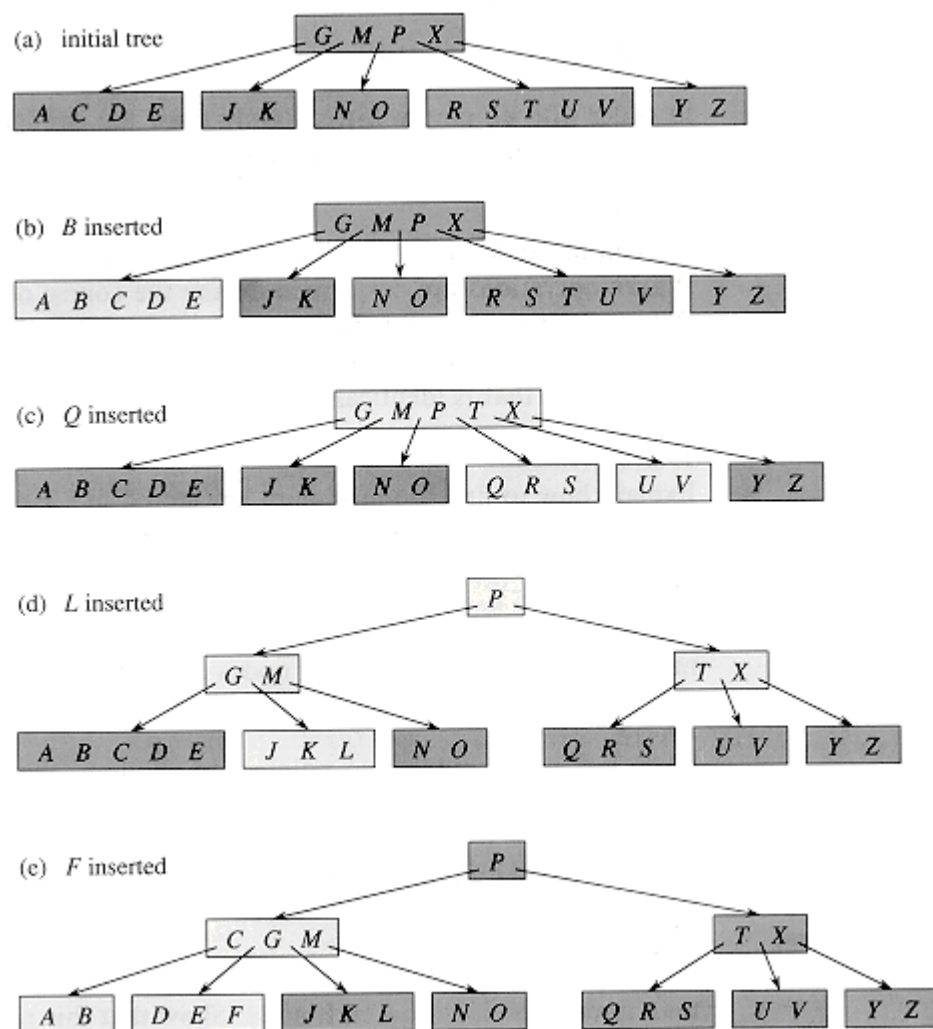 (a) initial tree
G M P X
A C D E J K N O R S T U V Y Z
(b) B inserted
G M P X
A B C D E J K N O R S T U V Y Z
(c) Q inserted
G M P T X
A B C D E J K N O Q R S U V Y Z
(d) L inserted
P
G M T X
A B C D E J K L N O Q R S U V Y Z
(e) F inserted
P
C G M T X
A B D E F J K L N O Q R S U V Y Z